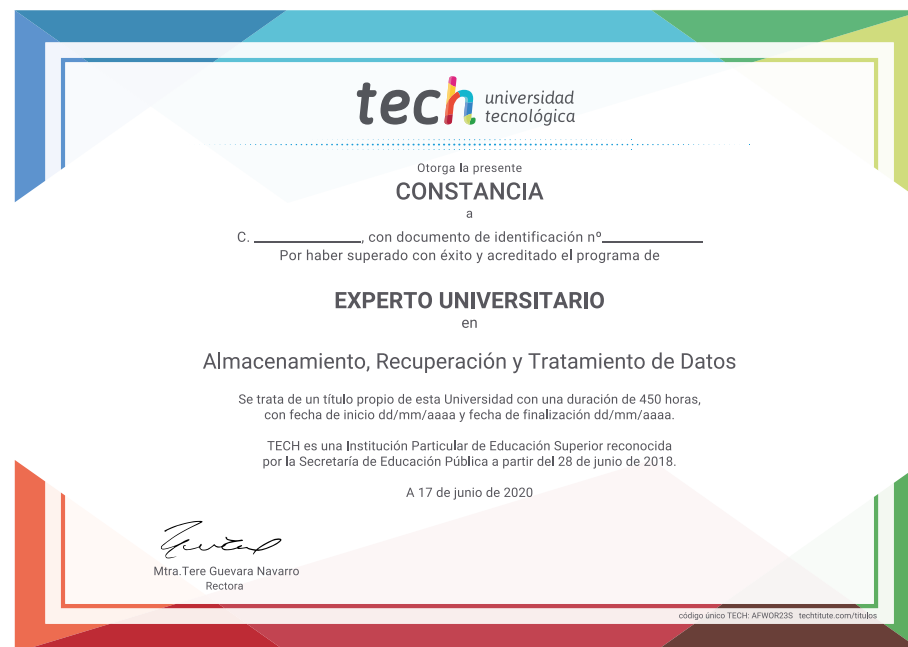 tech universidad
tecnológica
Otorga la presente
CONSTANCIA
a
C. ____________, con documento de identificación nº____________
Por haber superado con éxito y acreditado el programa de
EXPERTO UNIVERSITARIO
en
Almacenamiento, Recuperación y Tratamiento de Datos
Se trata de un título propio de esta Universidad con una duración de 450 horas,
con fecha de inicio dd/mm/aaaa y fecha de finalización dd/mm/aaaa.
TECH es una Institución Particular de Educación Superior reconocida
por la Secretaría de Educación Pública a partir del 28 de junio de 2018.
A 17 de junio de 2020
Mtra.Tere Guevara Navarro
Rectora
código único TECH: AFWOR23S techtitute.com/titulos